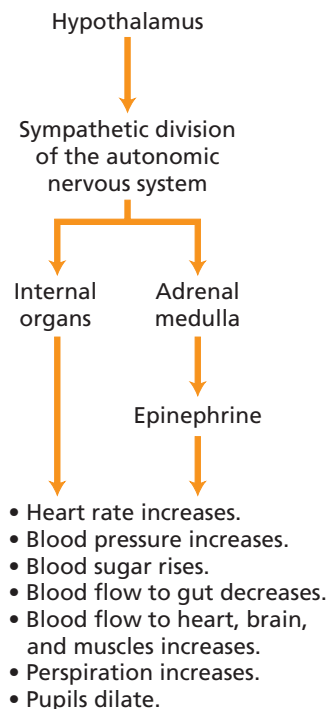 Hypothalamus
Sympathetic division
of the autonomic
nervous system
Internal
organs
Adrenal
medulla
Epinephrine
• Heart rate increases.
• Blood pressure increases.
• Blood sugar rises.
• Blood flow to gut decreases.
• Blood flow to heart, brain,
and muscles increases.
• Perspiration increases.
• Pupils dilate.